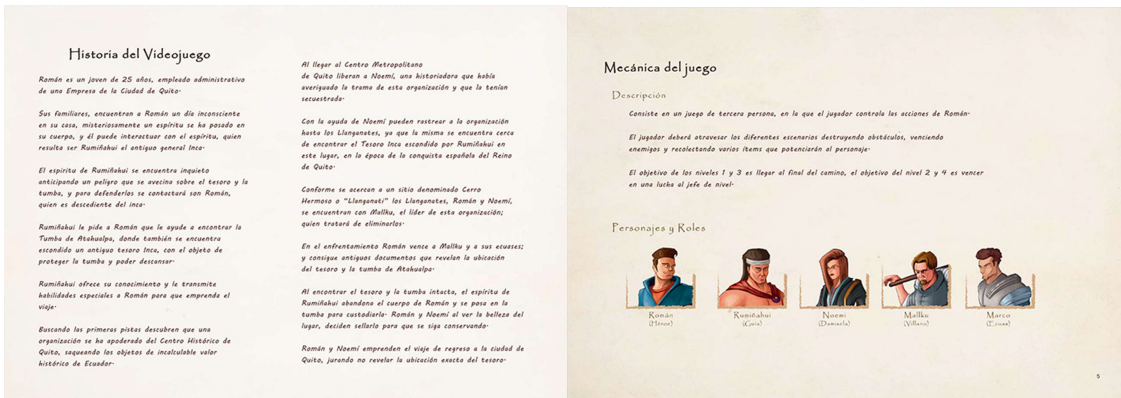 Historia del Videojuego
Román es un joven de 25 años, empleado administrativo
de una Empresa de la Ciudad de Quito.
Sus familiares, encuentran a Román un día inconsciente
en su casa, misteriosamente un espíritu se ha posado en
su cuerpo, y él puede interactuar con el espíritu, quien
resulta ser Rumiñahui el antiguo general Inca.
El espíritu de Rumiñahui se encuentra inquieto
anticipando un peligro que se avecina sobre el tesoro y la
tumba, y para defenderlos se contactará son Román,
quien es descediente del inca.
Rumiñahui le pide a Román que le ayude a encontrar la
Tumba de Atahualpa, donde también se encuentra
escondido un antiguo tesoro Inca, con el objeto de
proteger la tumba y poder descansar.
Rumiñahui ofrece su conocimiento y le transmite
habilidades especiales a Román para que emprenda el
viaje.
Buscando las primeras pistas descubren que una
organización se ha apoderado del Centro Histórico de
Quito, saqueando los objetos de incalculable valor
histórico de Ecuador.
Al llegar al Centro Metropolitano
de Quito liberan a Noemí, una historiadora que había
averiguado la trama de esta organización y que la tenían
secuestrada.
Con la ayuda de Noemí pueden rastrear a la organización
hasta los Llanganates, ya que la misma se encuentra cerca
de encontrar el Tesoro Inca escondido por Rumiñahui en
este lugar, en la época de la conquista española del Reino
de Quito.
Conforme se acercan a un sitio denominado Cerro
Hermoso o "Llanganati" los Llanganates, Román y Noemí,
se encuentran con Mallku, el líder de esta organización;
quien tratará de eliminarlos.
En el enfrentamiento Román vence a Mallku y a sus ecuases;
y consigue antiguos documentos que revelan la ubicación
del tesoro y la tumba de Atahualpa.
Al encontrar el tesoro y la tumba intacta, el espíritu de
Rumiñahui abandona el cuerpo de Román y se posa en la
tumba para custodiarla. Román y Noemí al ver la belleza del
lugar, deciden sellarlo para que se siga conservando.
Román y Noemí emprenden el viaje de regreso a la ciudad de
Quito, jurando no revelar la ubicación exacta del tesoro.
Mecánica del juego
Descripción
Consiste en un juego de tercera persona, en la que el jugador controla las acciones de Román.
El jugador deberá atravesar los diferentes escenarios destruyendo obstáculos, venciendo
enemigos y recolectando varios ítems que potenciarán al personaje.
El objetivo de los niveles 1 y 3 es llegar al final del camino, el objetivo del nivel 2 y 4 es vencer
en una lucha al jefe de nivel.
Personajes y Roles
Román
(Héroe)
Rumiñahui
(Guía)
Noemi
(Damisela)
Mallku
(Villano)
Marco
(Ecuaz)
5